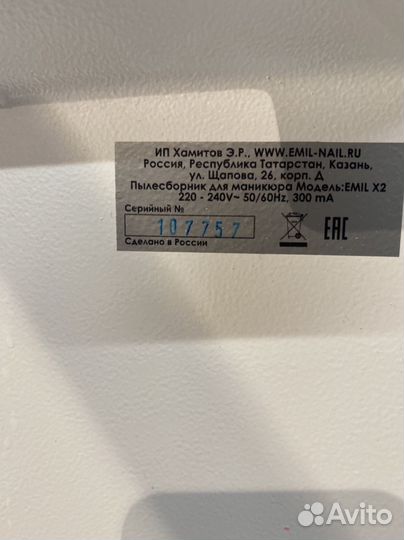 ИП Хамитов Э.Р., WWW.EMIL-NAIL.RU
Россия, Республика Татарстан, Казань,
ул. Щапова, 26, корп. Д
Пылесборник для маникюра Модель:EMIL X2
220 - 240V~ 50/60Hz, 300 mA
Серийный №
107757
Сделано в России
EAC
Avito